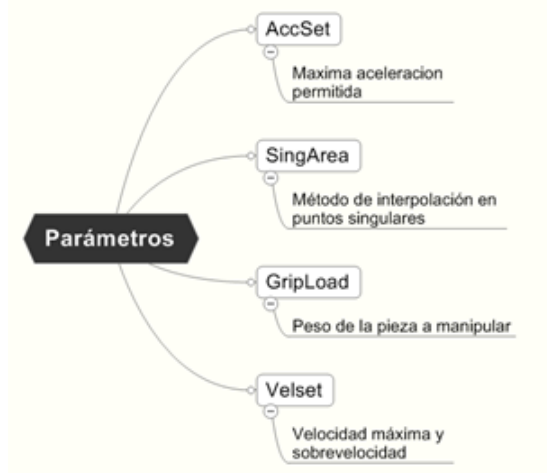 AccSet
Maxima aceleracion
permitida
SingArea
Método de interpolación en
puntos singulares
Parámetros
GripLoad
Peso de la pieza a manipular
Velset
Velocidad máxima y
sobrevelocidad